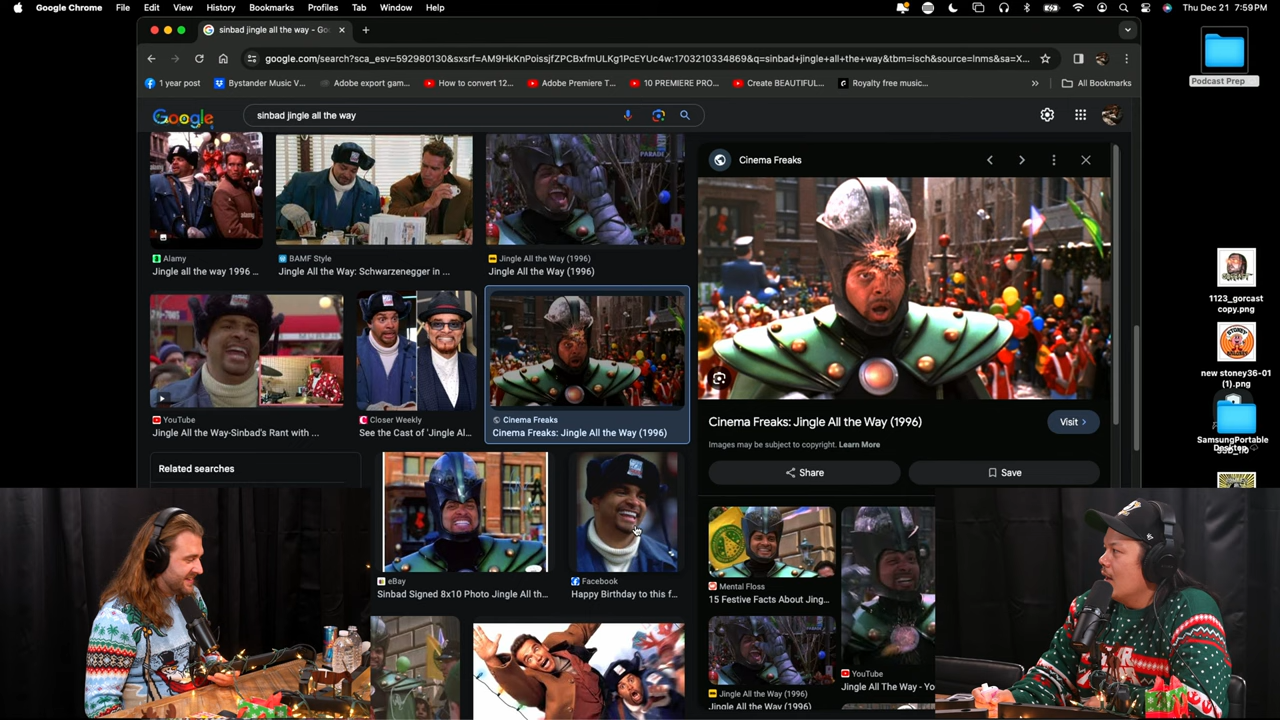 Google Chrome File Edit View History Bookmarks Profiles Tab Window Help Thu Dec 21 7:59 PM
sinbad jingle all the way - Goo
google.com/search?sca_esv=592980130&sxsrf=AM9HkKnPoissjfZPCBxfmULKg1PcEYUc4w:1703210334869&q=sinbad+jingle+all+the+way&tbm=isch&source=lnms&sa=X...
1 year post Bystander Music V... Adobe export gam... How to convert 12... Adobe Premiere T... 10 PREMIERE PRO... Create BEAUTIFUL... Royalty free music... » All Bookmarks
Google sinbad jingle all the way
Podcast Prep
Cinema Freaks
PARADE
Alamy
Jingle all the way 1996 ...
BAMF Style
Jingle All the Way: Schwarzenegger in ...
Jingle All the Way (1996)
Jingle All the Way (1996)
YouTube
Jingle All the Way-Sinbad's Rant with ...
Closer Weekly
See the Cast of 'Jingle Al...
Cinema Freaks
Cinema Freaks: Jingle All the Way (1996)
Cinema Freaks: Jingle All the Way (1996)
Visit
Images may be subject to copyright. Learn More
Share
Save
Related searches
eBay
Sinbad Signed 8x10 Photo Jingle All th...
Facebook
Happy Birthday to this f...
Mental Floss
15 Festive Facts About Jing...
YouTube
Jingle All The Way - Yo
Jingle All the Way (1996)
Jingle All the Way (1996)
1123_gorcast
copy.png
new stoney36-01
(1).png
SamsungPortable
Desktop